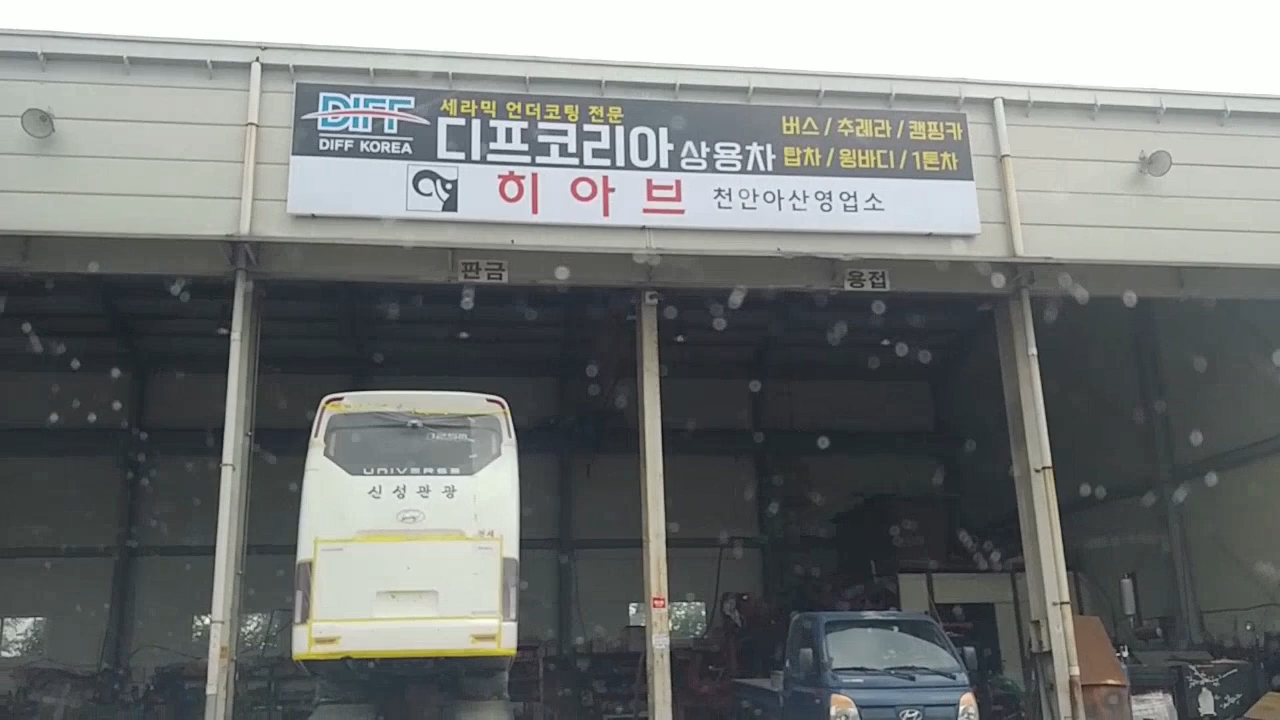 DIFF
DIFF KOREA
세라믹 언더코팅 전문
디프코리아 상용차
버스 / 추레라 / 캠핑카
탑차 / 윙바디 / 1톤차
히아브 천안아산영업소
판금
용접
UNIVERSE
신성관광
전세